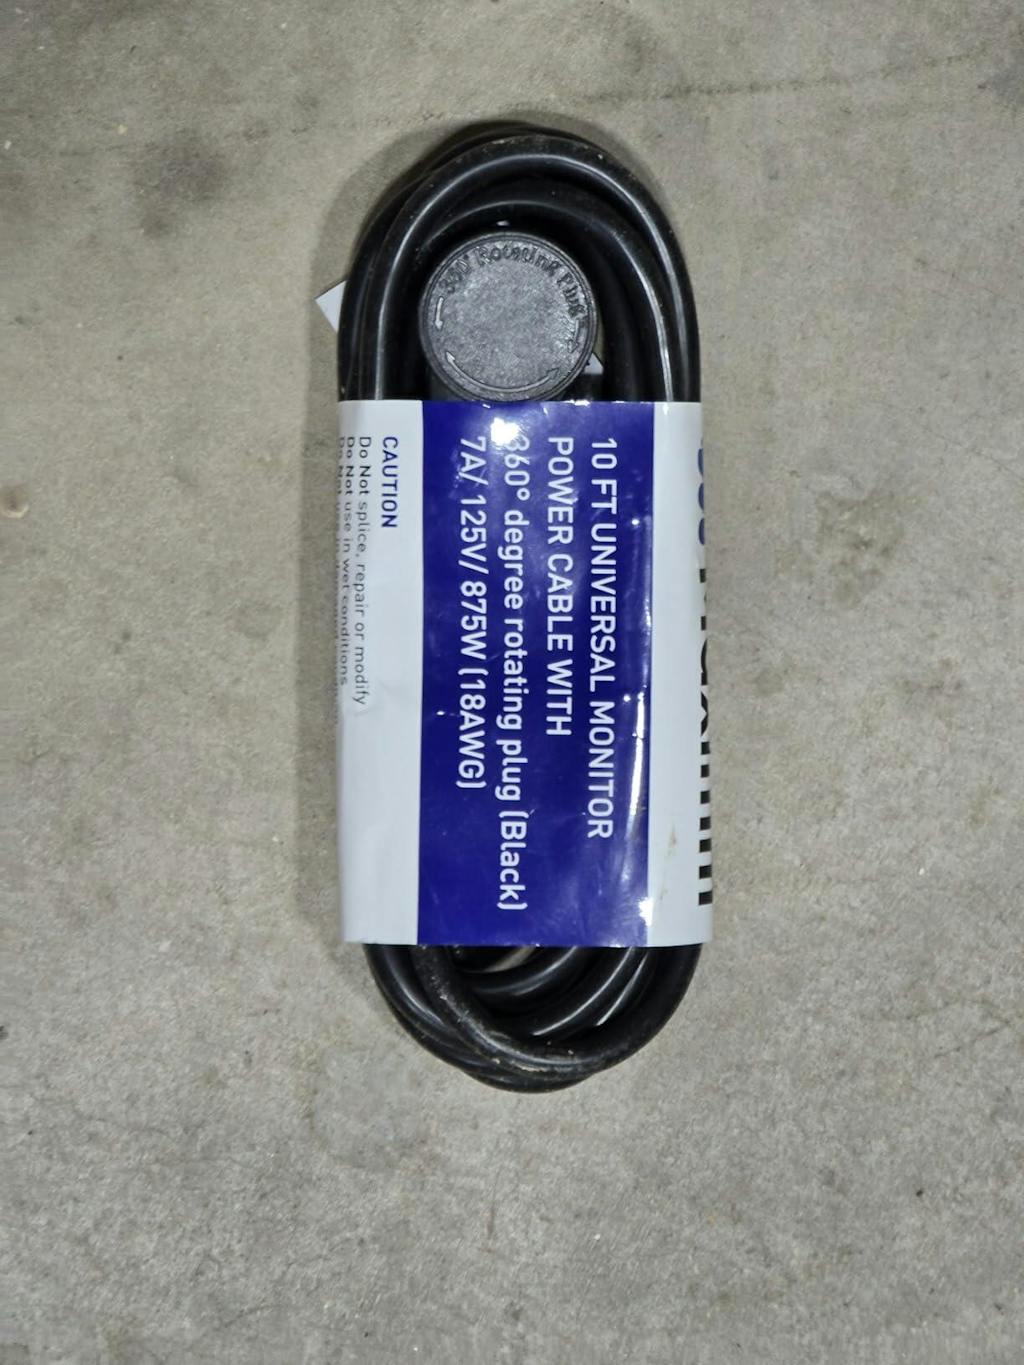 360° Rotating Plug
10 FT UNIVERSAL MONITOR
POWER CABLE WITH
360° degree rotating plug (Black)
7A/ 125V/ 875W (18AWG)
CAUTION
Do Not splice, repair or modify
Do Not use in wet conditions